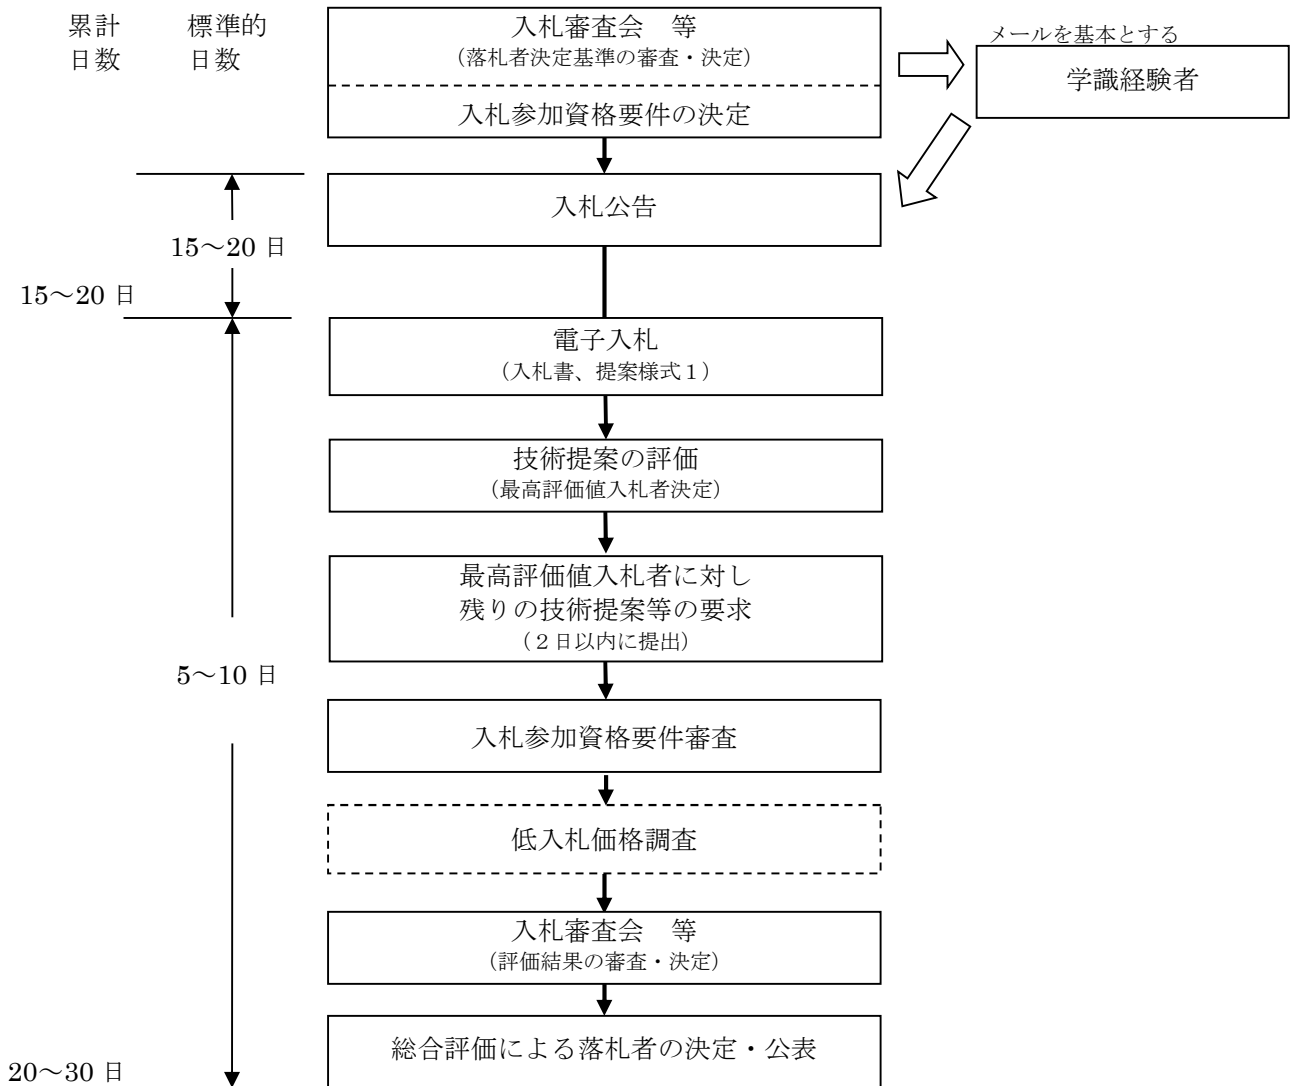 累計
日数
標準的
日数
入札審査会　等
（落札者決定基準の審査・決定）
入札参加資格要件の決定
メールを基本とする
学識経験者
入札公告
15～20 日
15～20 日
電子入札
（入札書、提案様式１）
技術提案の評価
（最高評価値入札者決定）
最高評価値入札者に対し
残りの技術提案等の要求
（２日以内に提出）
5～10 日
入札参加資格要件審査
低入札価格調査
入札審査会　等
（評価結果の審査・決定）
総合評価による落札者の決定・公表
20～30 日